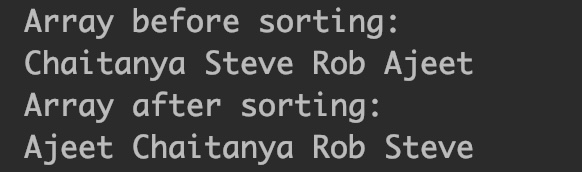 Array before sorting:
Chaitanya Steve Rob Ajeet
Array after sorting:
Ajeet Chaitanya Rob Steve